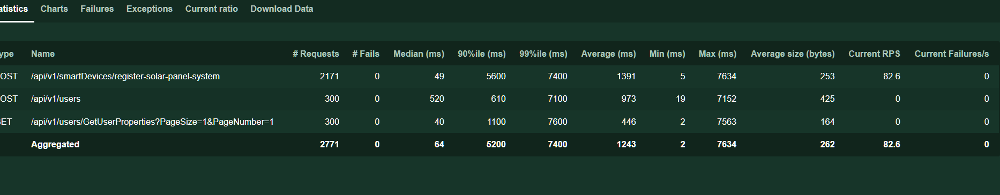 atistics Charts Failures Exceptions Current ratio Download Data
ype Name # Requests # Fails Median (ms) 90%ile (ms) 99%ile (ms) Average (ms) Min (ms) Max (ms) Average size (bytes) Current RPS Current Failures/s
OST /api/v1/smartDevices/register-solar-panel-system 2171 0 49 5600 7400 1391 5 7634 253 82.6 0
OST /api/v1/users 300 0 520 610 7100 973 19 7152 425 0 0
GET /api/v1/users/GetUserProperties?PageSize=1&PageNumber=1 300 0 40 1100 7600 446 2 7563 164 0 0
Aggregated 2771 0 64 5200 7400 1243 2 7634 262 82.6 0